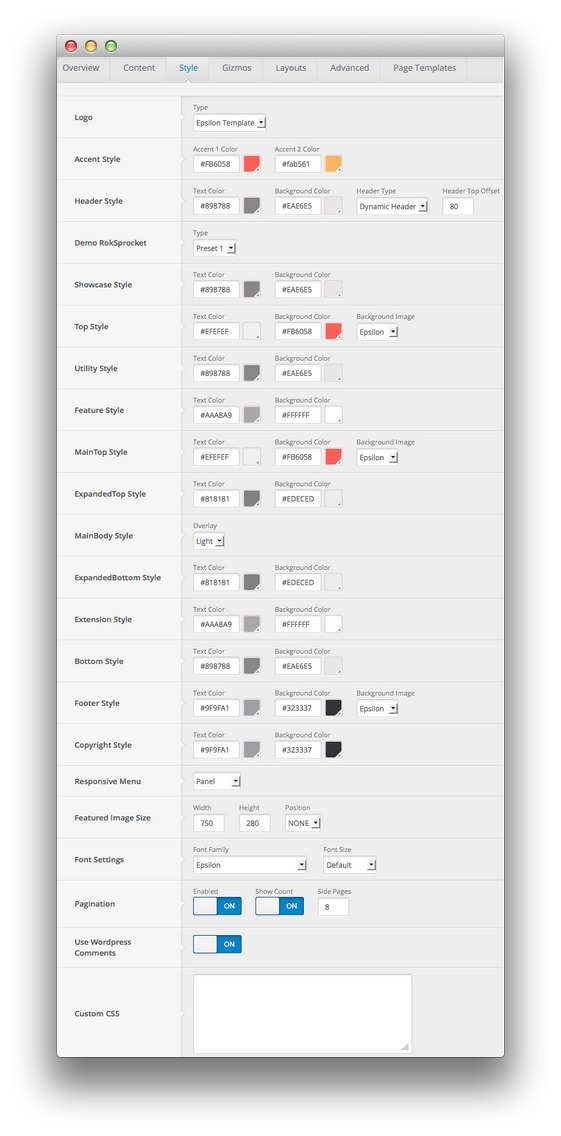 Overview Content Style Gizmos Layouts Advanced Page Templates
Type
Logo
Epsilon Template
Accent 1 Color Accent 2 Color
Accent Style
#FB6058 #fab561
Text Color Background Color Header Type Header Top Offset
Header Style
#898788 #EAE6E5 Dynamic Header 80
Type
Demo RokSprocket
Preset 1
Text Color Background Color
Showcase Style
#898788 #EAE6E5
Text Color Background Color Background Image
Top Style
#EFEFEF #FB6058 Epsilon
Text Color Background Color
Utility Style
#898788 #EAE6E5
Text Color Background Color
Feature Style
#AAA8A9 #FFFFFF
Text Color Background Color Background Image
MainTop Style
#EFEFEF #FB6058 Epsilon
Text Color Background Color
ExpandedTop Style
#818181 #EDECED
Overlay
MainBody Style
Light
Text Color Background Color
ExpandedBottom Style
#818181 #EDECED
Text Color Background Color
Extension Style
#AAA8A9 #FFFFFF
Text Color Background Color
Bottom Style
#898788 #EAE6E5
Text Color Background Color Background Image
Footer Style
#9F9FA1 #323337 Epsilon
Text Color Background Color
Copyright Style
#9F9FA1 #323337
Responsive Menu Panel
Width Height Position
Featured Image Size
750 280 NONE
Font Family Font Size
Font Settings
Epsilon Default
Enabled Show Count Side Pages
Pagination
ON ON 8
Use Wordpress
Comments
ON
Custom CSS